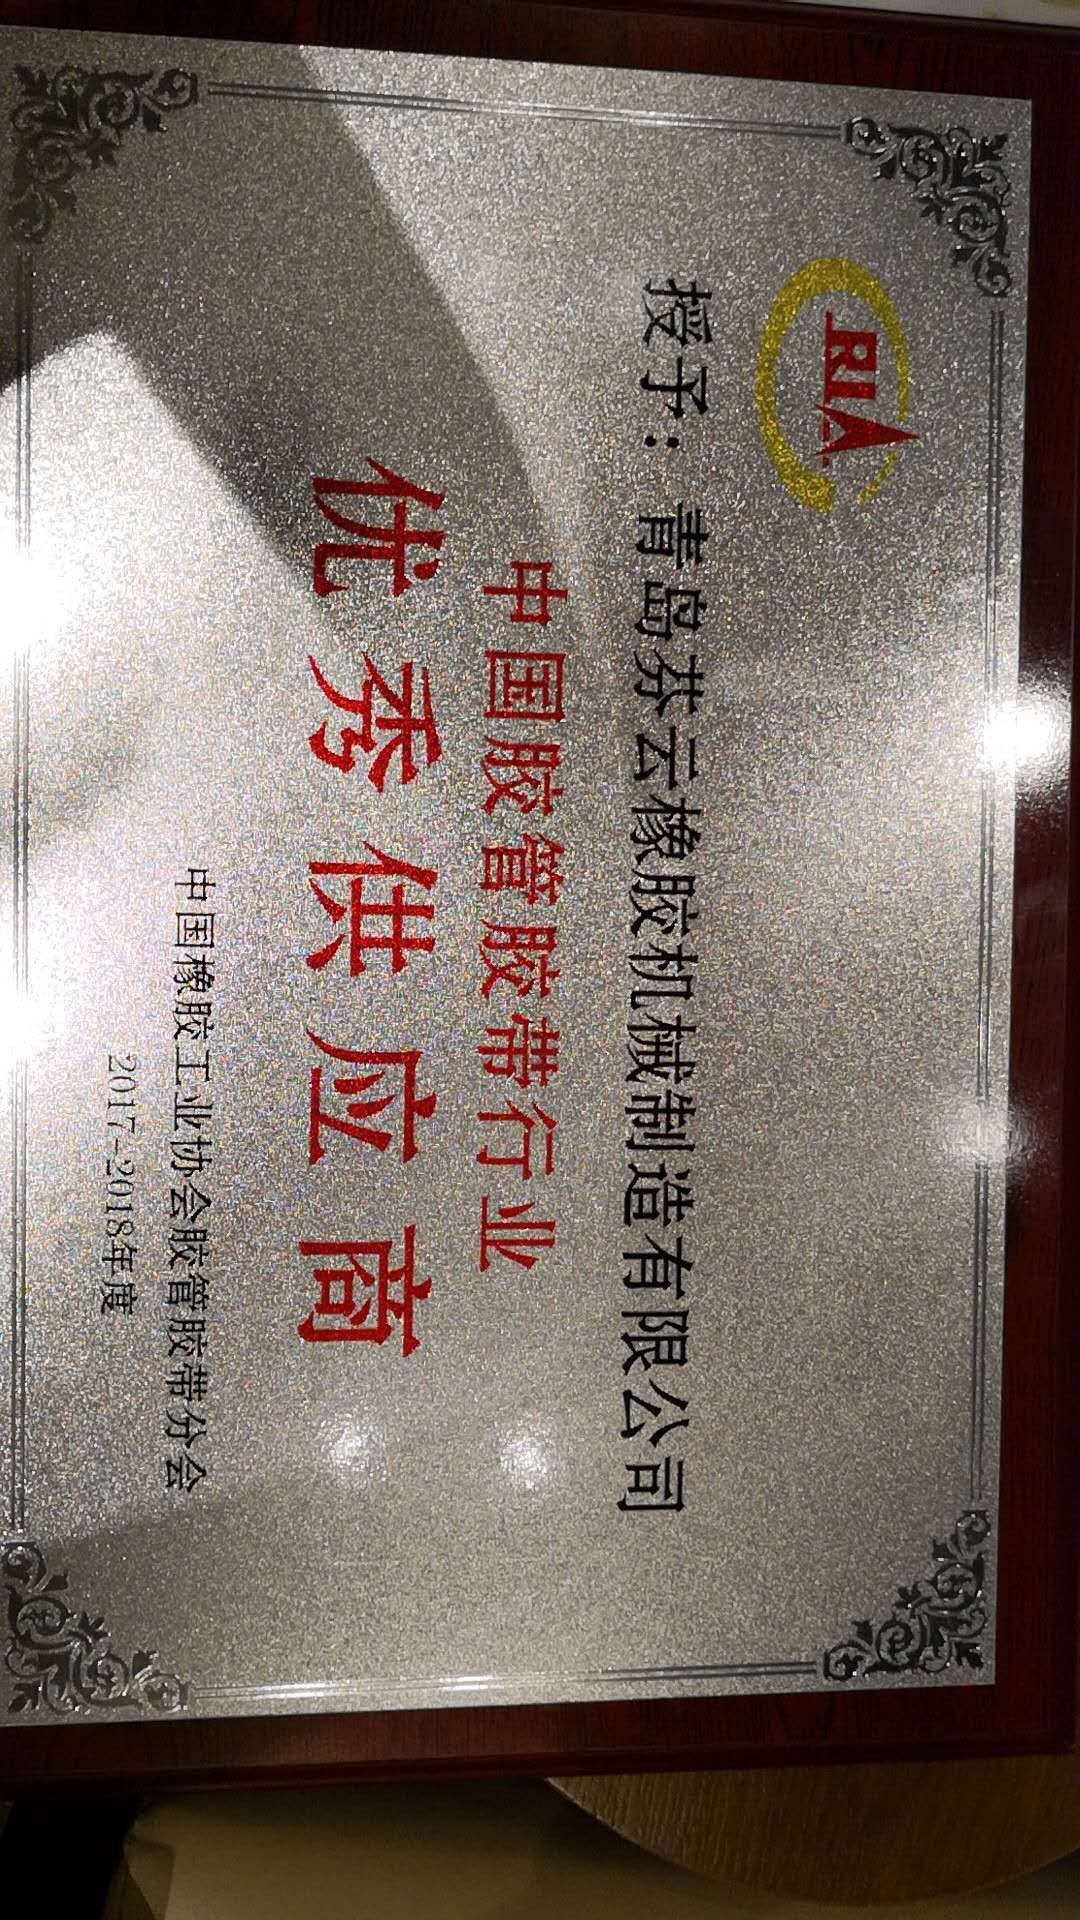 RIA
授予：青岛芬云橡胶机械制造有限公司
中国胶管胶带行业
优秀供应商
中国橡胶工业协会胶管胶带分会
2017-2018年度